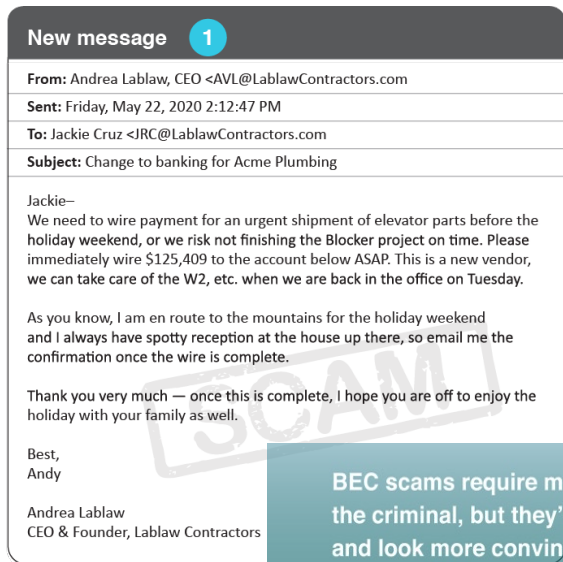 New message 1
From: Andrea Lablaw, CEO <AVL@LablawContractors.com
Sent: Friday, May 22, 2020 2:12:47 PM
To: Jackie Cruz <JRC@LablawContractors.com
Subject: Change to banking for Acme Plumbing
Jackie–
We need to wire payment for an urgent shipment of elevator parts before the
holiday weekend, or we risk not finishing the Blocker project on time. Please
immediately wire $125,409 to the account below ASAP. This is a new vendor,
we can take care of the W2, etc. when we are back in the office on Tuesday.
As you know, I am en route to the mountains for the holiday weekend
and I always have spotty reception at the house up there, so email me the
confirmation once the wire is complete.
Thank you very much — once this is complete, I hope you are off to enjoy the
holiday with your family as well.
SCAM
Best,
Andy
Andrea Lablaw
CEO & Founder, Lablaw Contractors
BEC scams require m
the criminal, but they’
and look more convin